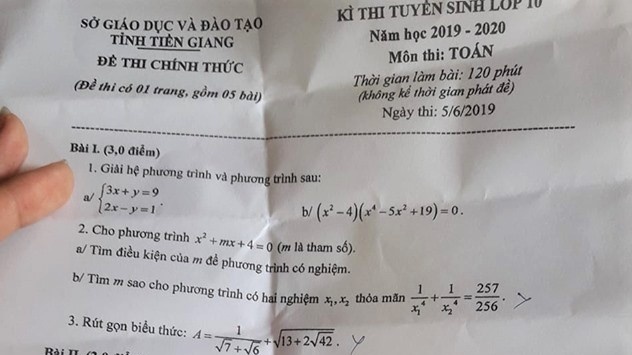 SỞ GIÁO DỤC VÀ ĐÀO TẠO
TỈNH TIỀN GIANG
ĐỀ THI CHÍNH THỨC
(Đề thi có 01 trang, gồm 05 bài)
KÌ THI TUYỂN SINH LỚP 10
Năm học 2019 - 2020
Môn thi: TOÁN
Thời gian làm bài: 120 phút
(không kể thời gian phát đề)
Ngày thi: 5/6/2019
Bài I. (3,0 điểm)
1. Giải hệ phương trình và phương trình sau:
a/ {3x + y = 9
{2x − y = 1 .
b/ (x² − 4)(x⁴ − 5x² + 19) = 0 .
2. Cho phương trình x² + mx + 4 = 0 (m là tham số).
a/ Tìm điều kiện của m để phương trình có nghiệm.
b/ Tìm m sao cho phương trình có hai nghiệm x₁, x₂ thỏa mãn 1/x₁⁴ + 1/x₂⁴ = 257/256 .
3. Rút gọn biểu thức: A = 1/(√7 + √6) + √(13 + 2√42) .
Bài II.